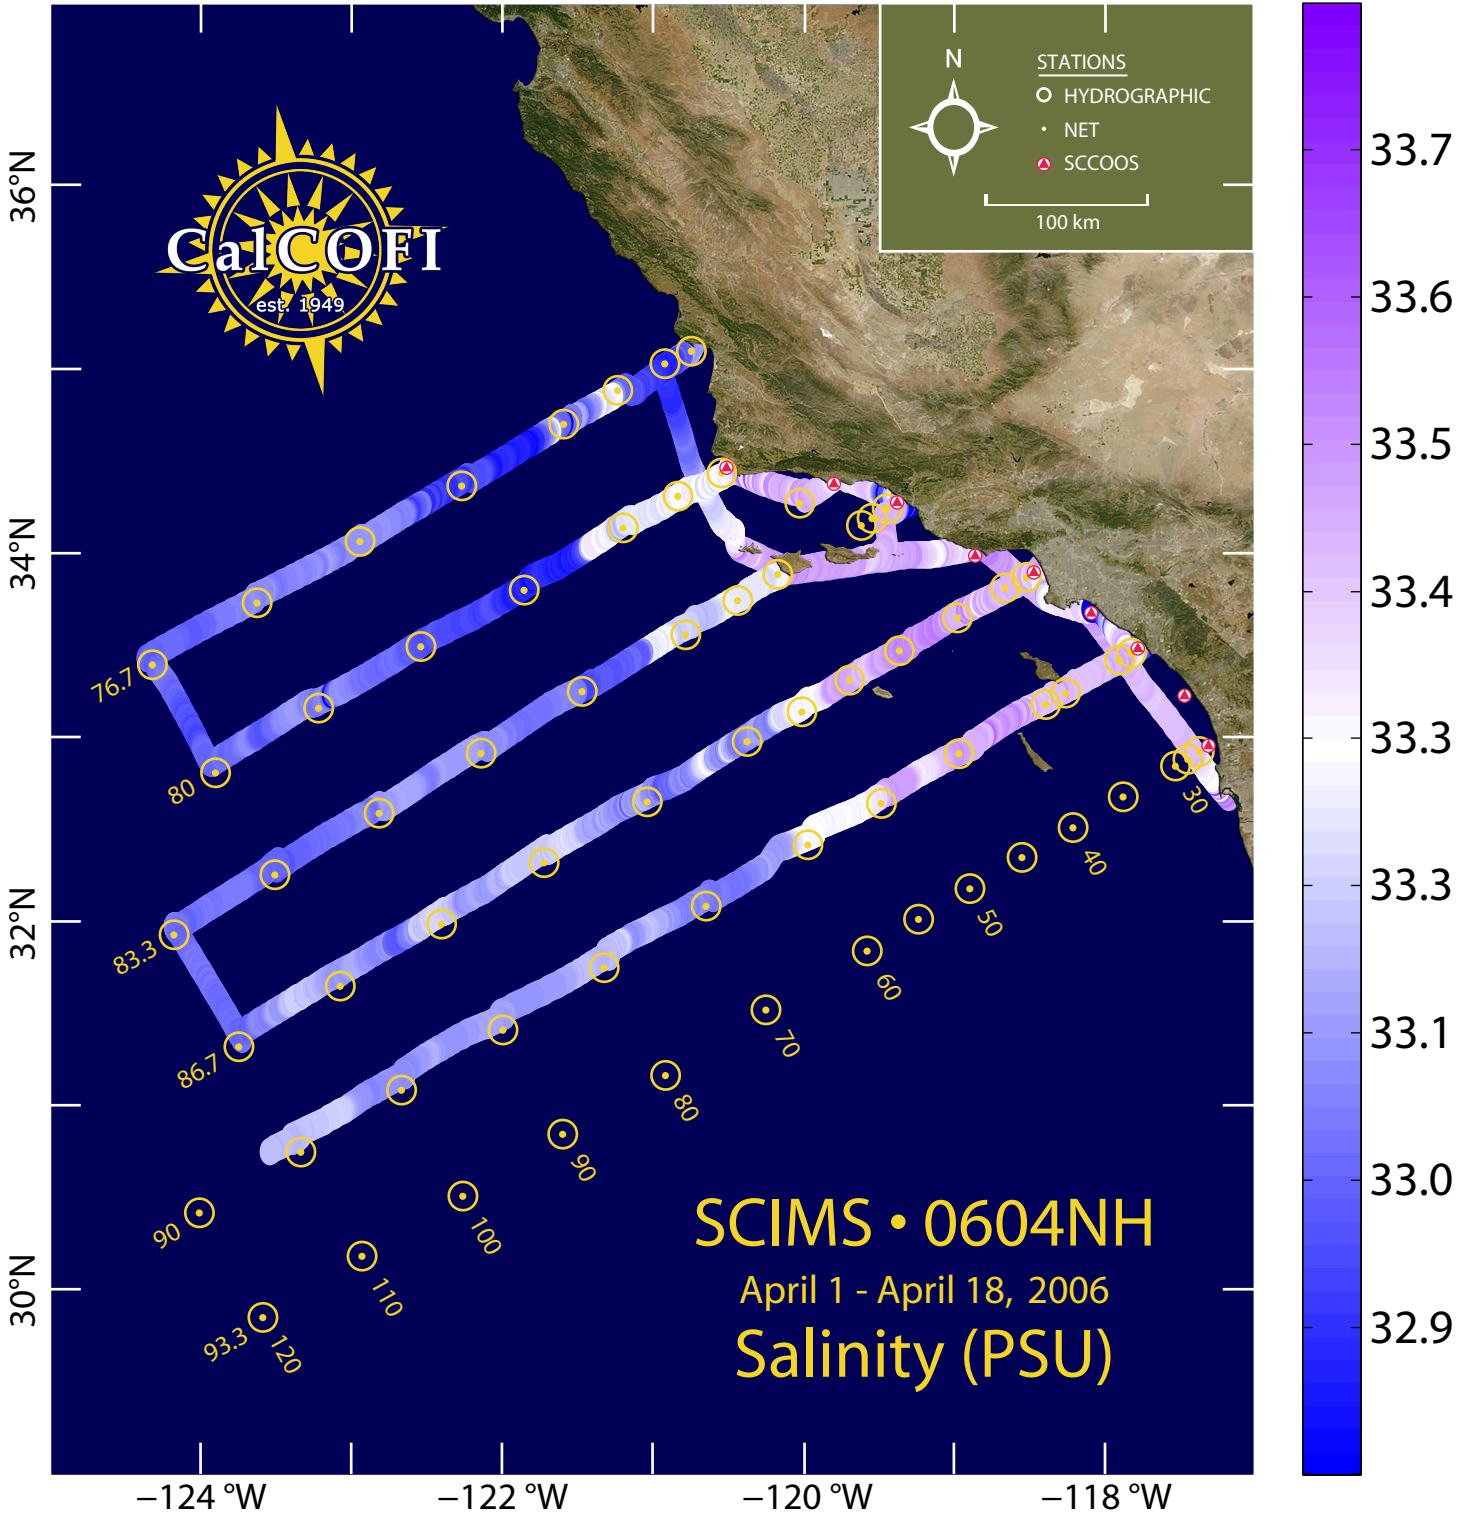 N
STATIONS
HYDROGRAPHIC
NET
SCCOOS
100 km
CalCOFI
est. 1949
36°N
34°N
32°N
30°N
76.7
80
83.3
86.7
90
93.3
30
40
50
60
70
80
90
100
110
120
SCIMS • 0604NH
April 1 - April 18, 2006
Salinity (PSU)
−124 °W
−122 °W
−120 °W
−118 °W
33.7
33.6
33.5
33.4
33.3
33.3
33.1
33.0
32.9